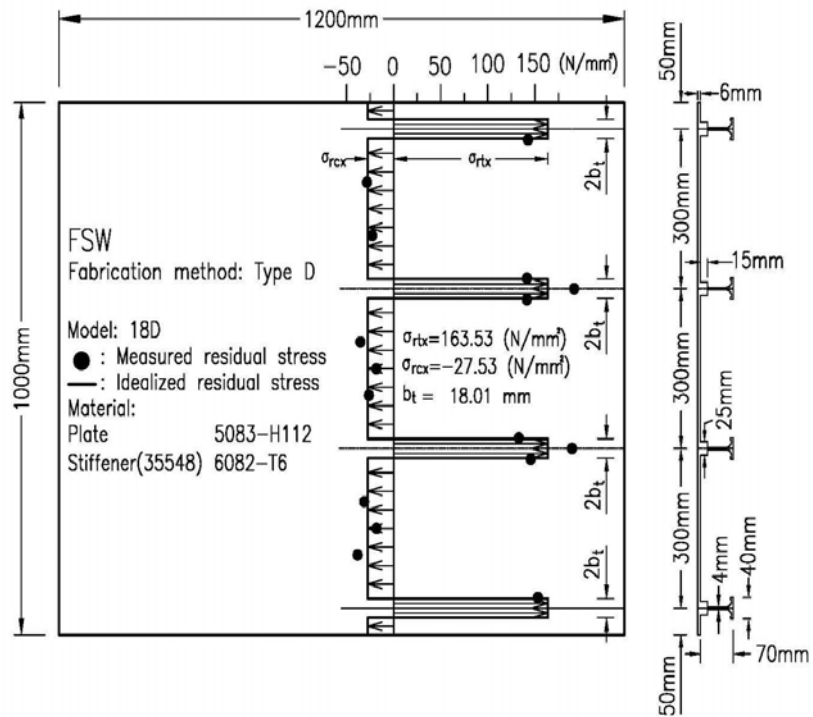 1200mm
-50 0 50 100 150 (N/mm²)
50mm
6mm
σrcx
σrtx
2bt
300mm
FSW
Fabrication method: Type D
15mm
Model: 18D
: Measured residual stress
: Idealized residual stress
Material:
Plate 5083-H112
Stiffener(35548) 6082-T6
1000mm
σrtx=163.53 (N/mm²)
σrcx=-27.53 (N/mm²)
bt = 18.01 mm
2bt
300mm
25mm
2bt
300mm
4mm
40mm
2bt
70mm
50mm